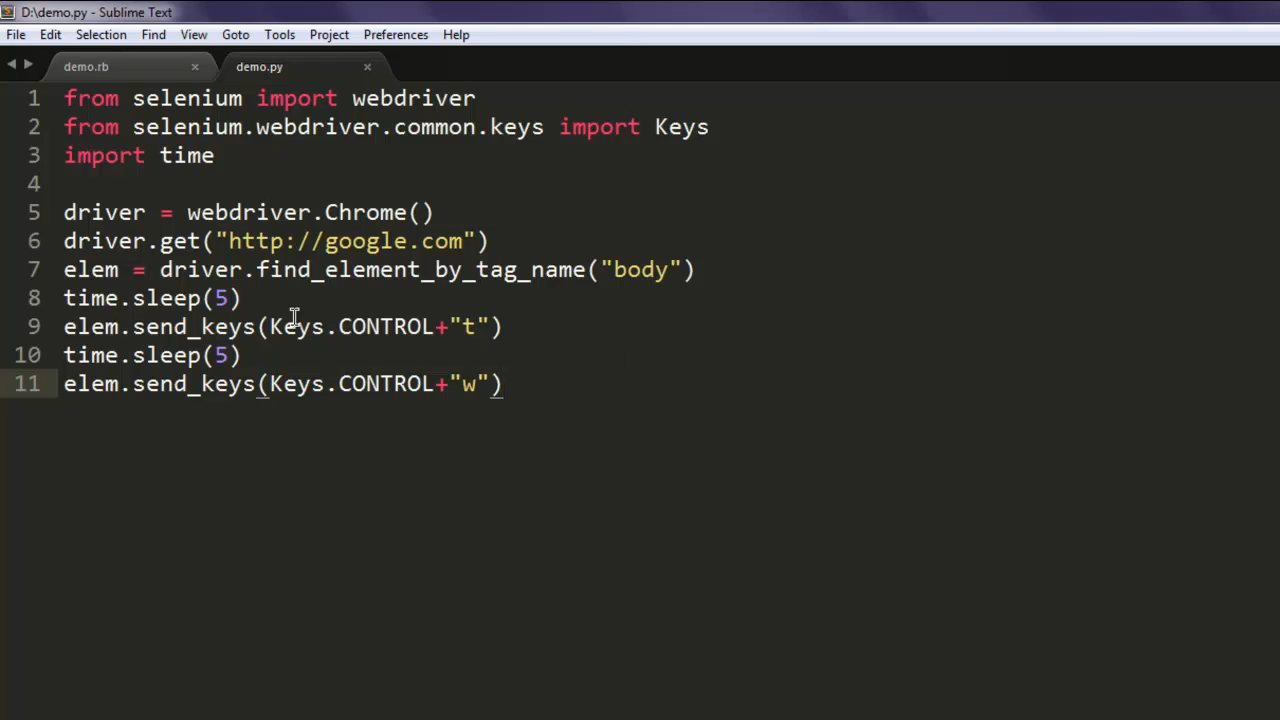 D:\demo.py - Sublime Text
File Edit Selection Find View Goto Tools Project Preferences Help
demo.rb × demo.py ×
1 from selenium import webdriver
2 from selenium.webdriver.common.keys import Keys
3 import time
4
5 driver = webdriver.Chrome()
6 driver.get("http://google.com")
7 elem = driver.find_element_by_tag_name("body")
8 time.sleep(5)
9 elem.send_keys(Keys.CONTROL+"t")
10 time.sleep(5)
11 elem.send_keys(Keys.CONTROL+"w")